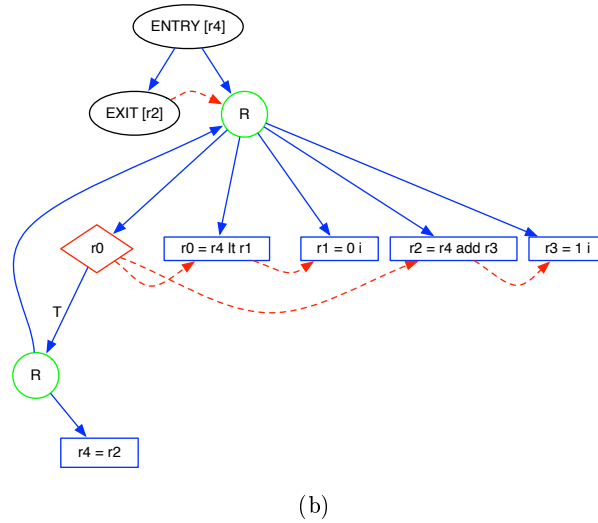 ENTRY [r4]
EXIT [r2]
R
r0
r0 = r4 lt r1
r1 = 0 i
r2 = r4 add r3
r3 = 1 i
T
R
r4 = r2
(b)